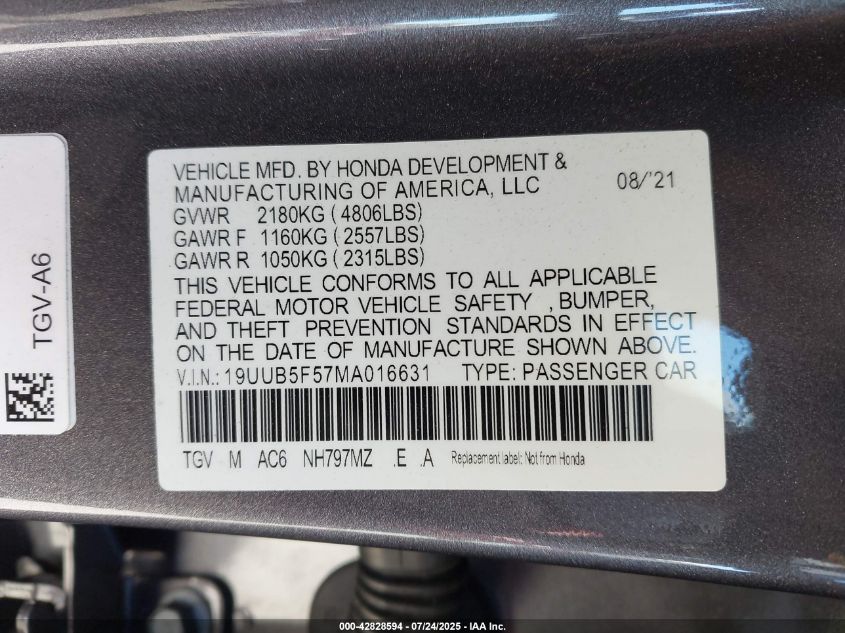 TGV-A6
VEHICLE MFD. BY HONDA DEVELOPMENT &
MANUFACTURING OF AMERICA, LLC 08/'21
GVWR 2180KG ( 4806LBS)
GAWR F 1160KG ( 2557LBS)
GAWR R 1050KG ( 2315LBS)
THIS VEHICLE CONFORMS TO ALL APPLICABLE
FEDERAL MOTOR VEHICLE SAFETY , BUMPER,
AND THEFT PREVENTION STANDARDS IN EFFECT
ON THE DATE OF MANUFACTURE SHOWN ABOVE.
V.I.N.: 19UUB5F57MA016631 TYPE: PASSENGER CAR
TGV M AC6 NH797MZ .E .A Replacement label: Not from Honda
000-42828594 - 07/24/2025 - IAA Inc.